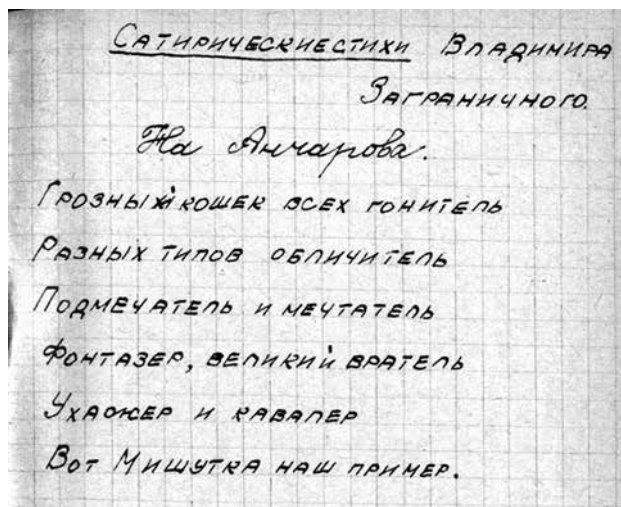 Сатирическиестихи Владимира
Заграничного.
На Анчарова.
Грозный кошек всех гонитель
Разных типов обличитель
Подмечатель и мечтатель
Фонтазер, великий вратель
Ухажер и кавалер
Вот Мишутка наш пример.